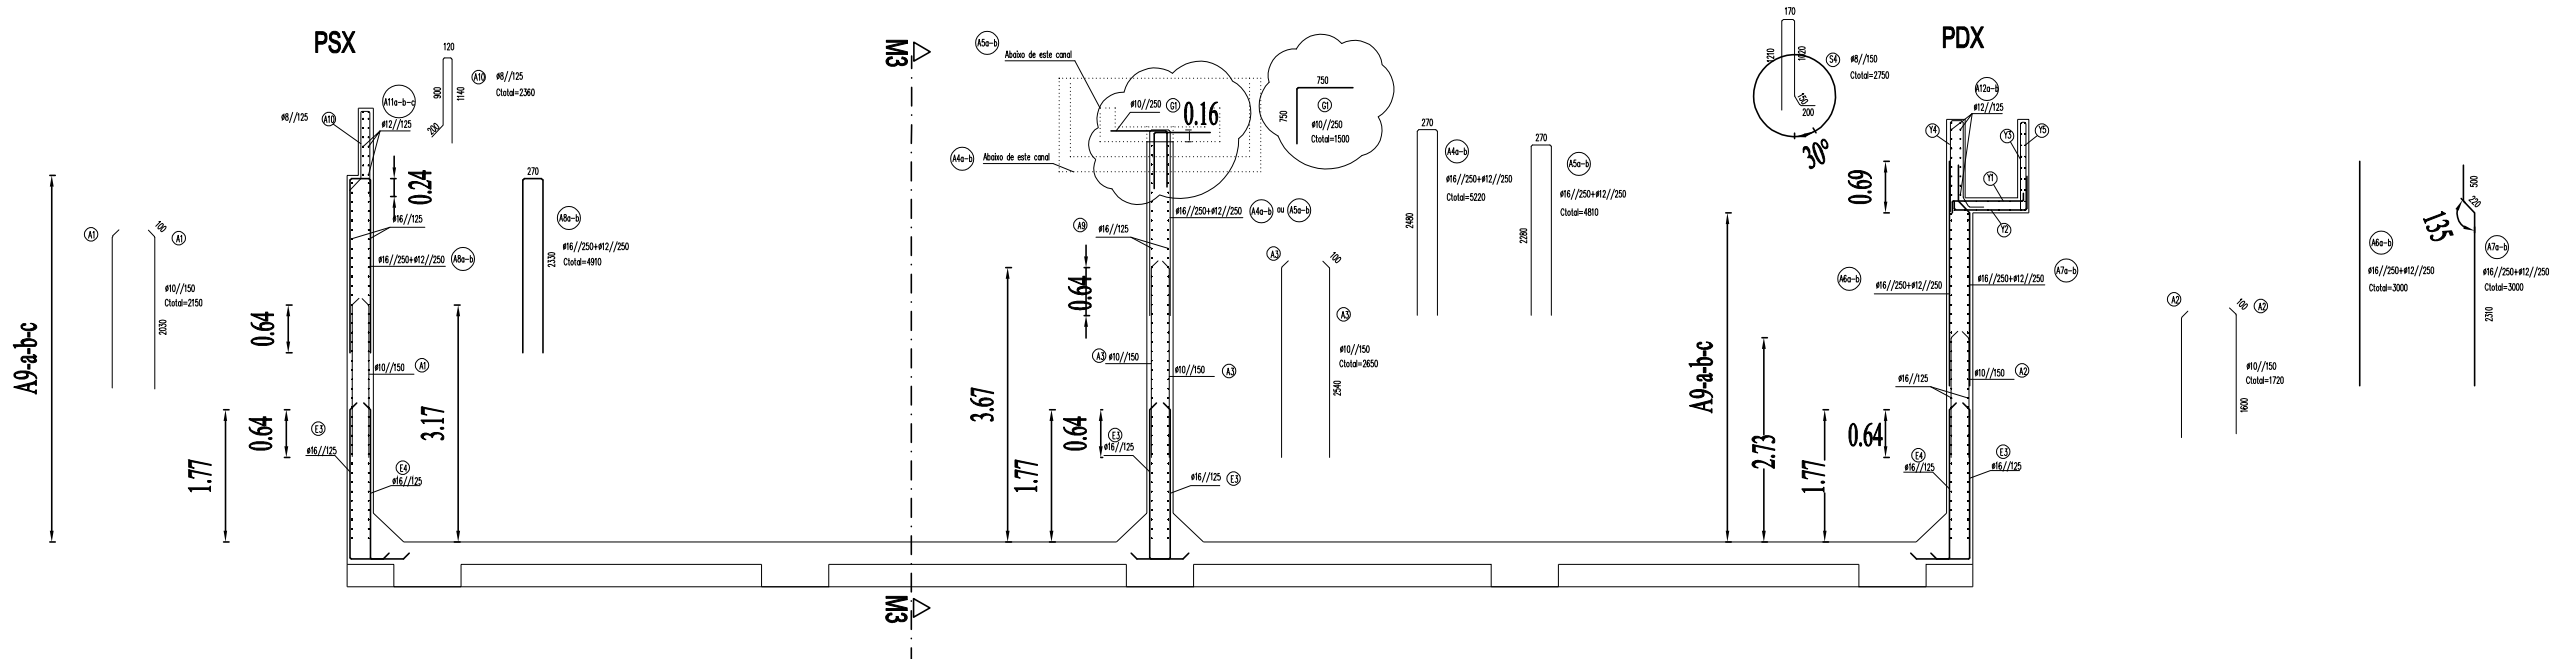 PSX
120
900
1140
200
A10
ø8//125
Ctotal=2360
ø8//125
A10
A11a-b-c
ø12//125
0.24
ø16//125
ø16//250+ø12//250
A8a-b
270
2330
A8a-b
ø16//250+ø12//250
Ctotal=4910
A9-a-b-c
A1
100
A1
ø10//150
Ctotal=2150
2030
0.64
ø10//150
A1
3.17
0.64
1.77
E3
ø16//125
E4
ø16//125
M3
M3
A5a-b
Abaixo de este canal
A4a-b
Abaixo de este canal
ø10//250
G1
0.16
750
750
G1
ø10//250
Ctotal=1500
ø16//250+ø12//250
A4a-b
ou
A5a-b
A9
ø16//125
0.64
3.67
A3
ø10//150
ø10//150
A3
1.77
0.64
E3
ø16//125
ø16//125
E3
A3
100
A3
ø10//150
Ctotal=2650
2540
270
2480
A4a-b
ø16//250+ø12//250
Ctotal=5220
270
2280
A5a-b
ø16//250+ø12//250
Ctotal=4810
170
1210
1020
150
200
30°
S4
ø8//150
Ctotal=2750
PDX
A12a-b
ø12//125
Y4
Y3
Y5
Y1
Y2
0.69
A9-a-b-c
A6a-b
ø16//250+ø12//250
ø16//250+ø12//250
A7a-b
ø16//125
ø10//150
A2
2.73
1.77
0.64
E4
ø16//125
E3
ø16//125
A2
100
A2
ø10//150
Ctotal=1720
1600
A6a-b
ø16//250+ø12//250
Ctotal=3000
500
220
135
A7a-b
ø16//250+ø12//250
Ctotal=3000
2310